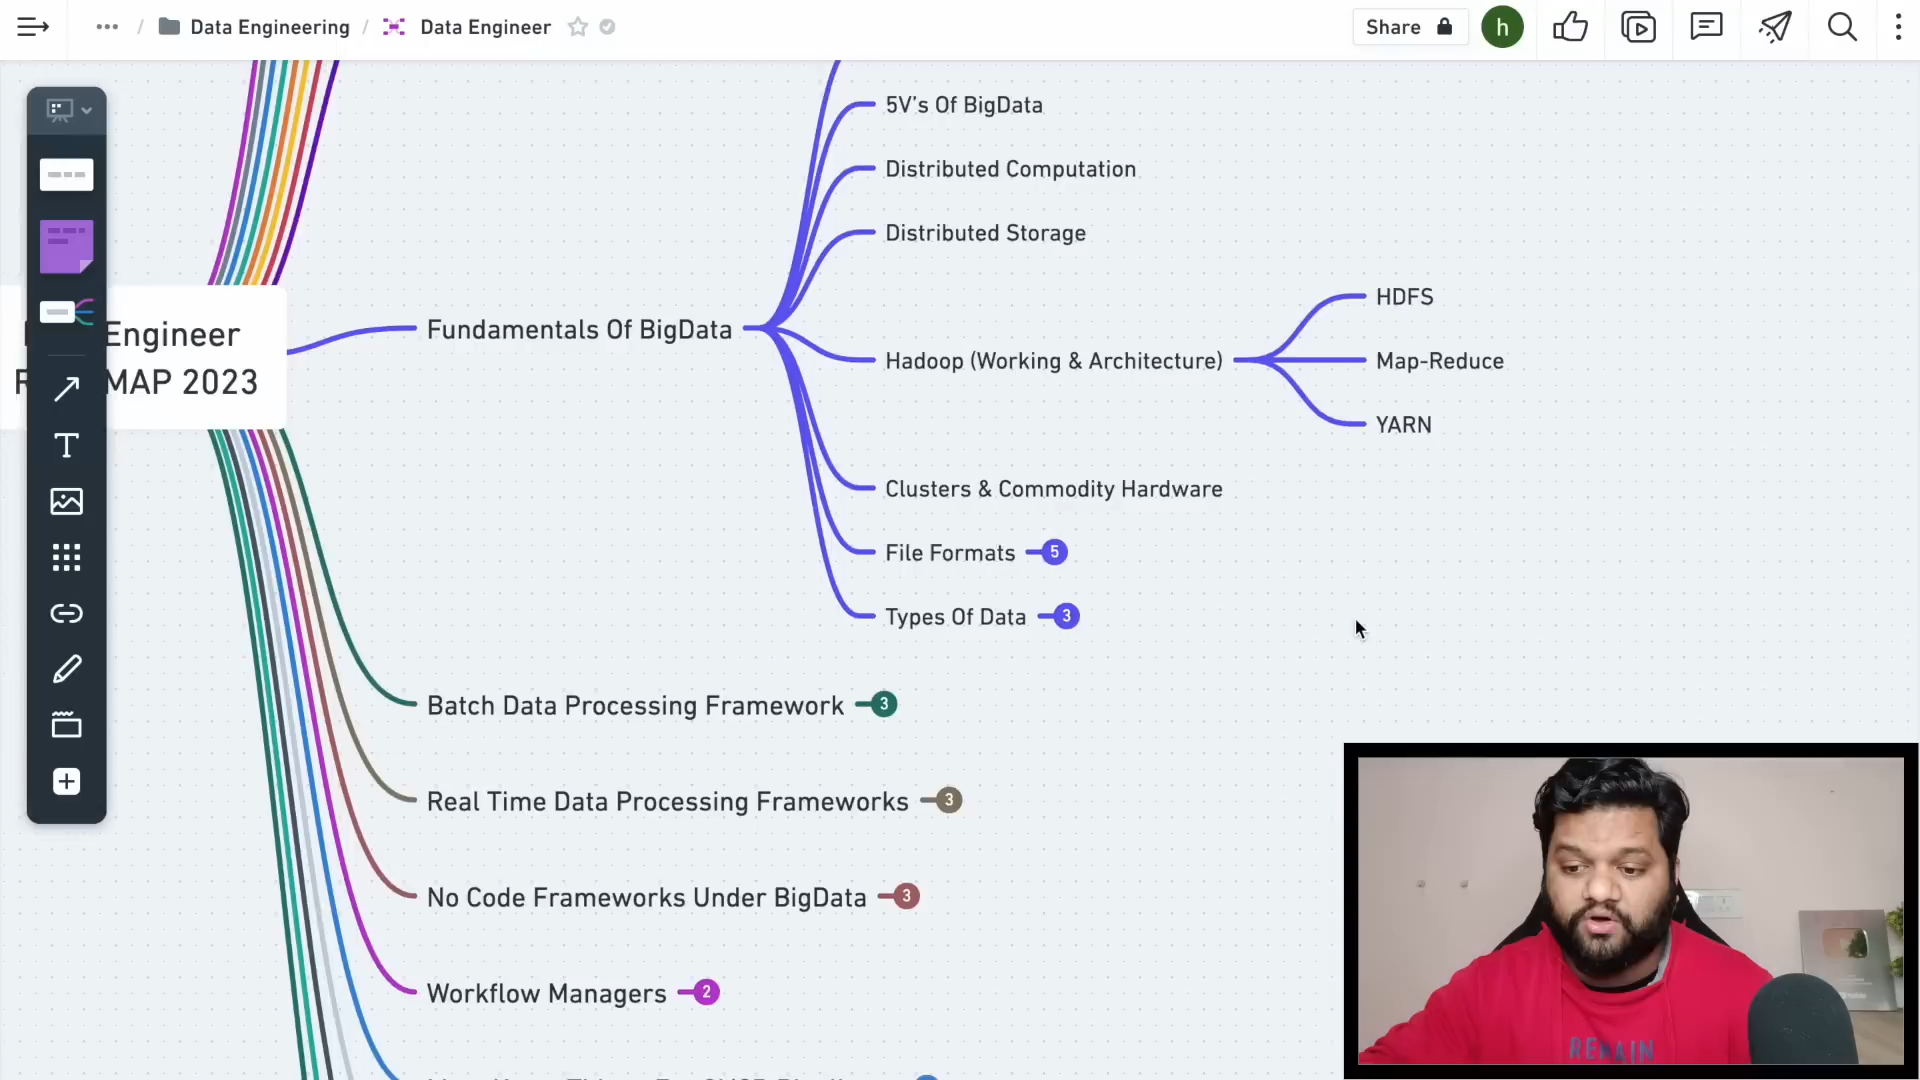 ... / Data Engineering / Data Engineer
Share
h
5V's Of BigData
Distributed Computation
Distributed Storage
HDFS
Engineer
Fundamentals Of BigData
Hadoop (Working & Architecture)
Map-Reduce
MAP 2023
YARN
Clusters & Commodity Hardware
File Formats 5
Types Of Data 3
Batch Data Processing Framework 3
Real Time Data Processing Frameworks 3
No Code Frameworks Under BigData 3
Workflow Managers 2
T